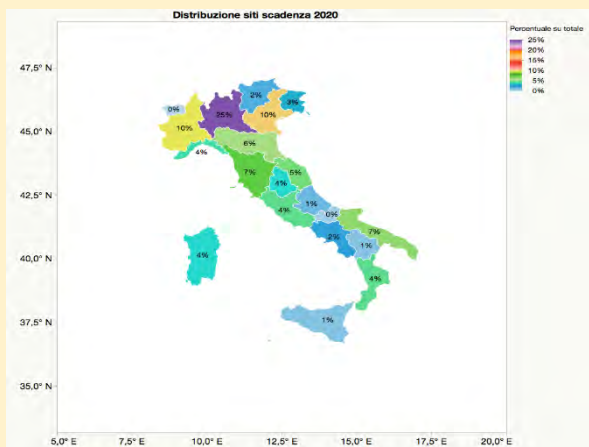 Distribuzione siti scadenza 2020
Percentuale su totale
25%
20%
15%
10%
5%
0%
47,5° N
45,0° N
42,5° N
40,0° N
37,5° N
35,0° N
0%
2%
3%
10%
25%
10%
6%
4%
7%
5%
4%
4%
1%
0%
7%
2%
1%
4%
4%
1%
5,0° E 7,5° E 10,0° E 12,5° E 15,0° E 17,5° E 20,0° E